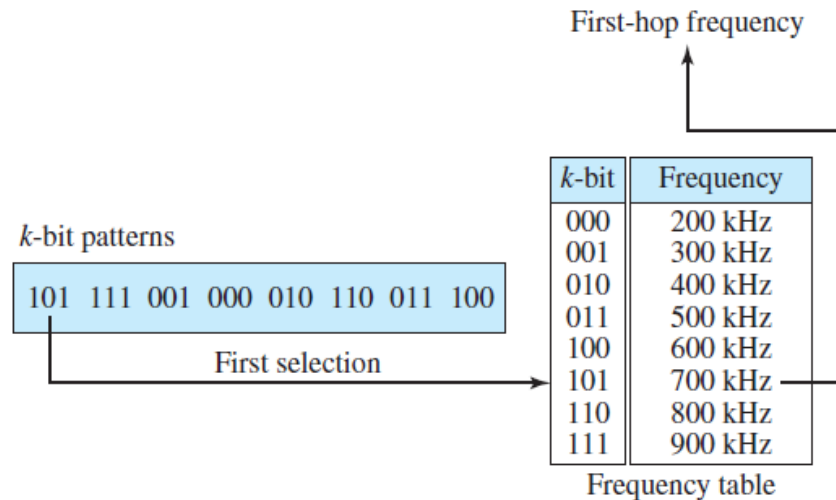 First-hop frequency
k-bit Frequency
000 200 kHz
001 300 kHz
010 400 kHz
011 500 kHz
100 600 kHz
101 700 kHz
110 800 kHz
111 900 kHz
Frequency table
k-bit patterns
101 111 001 000 010 110 011 100
First selection